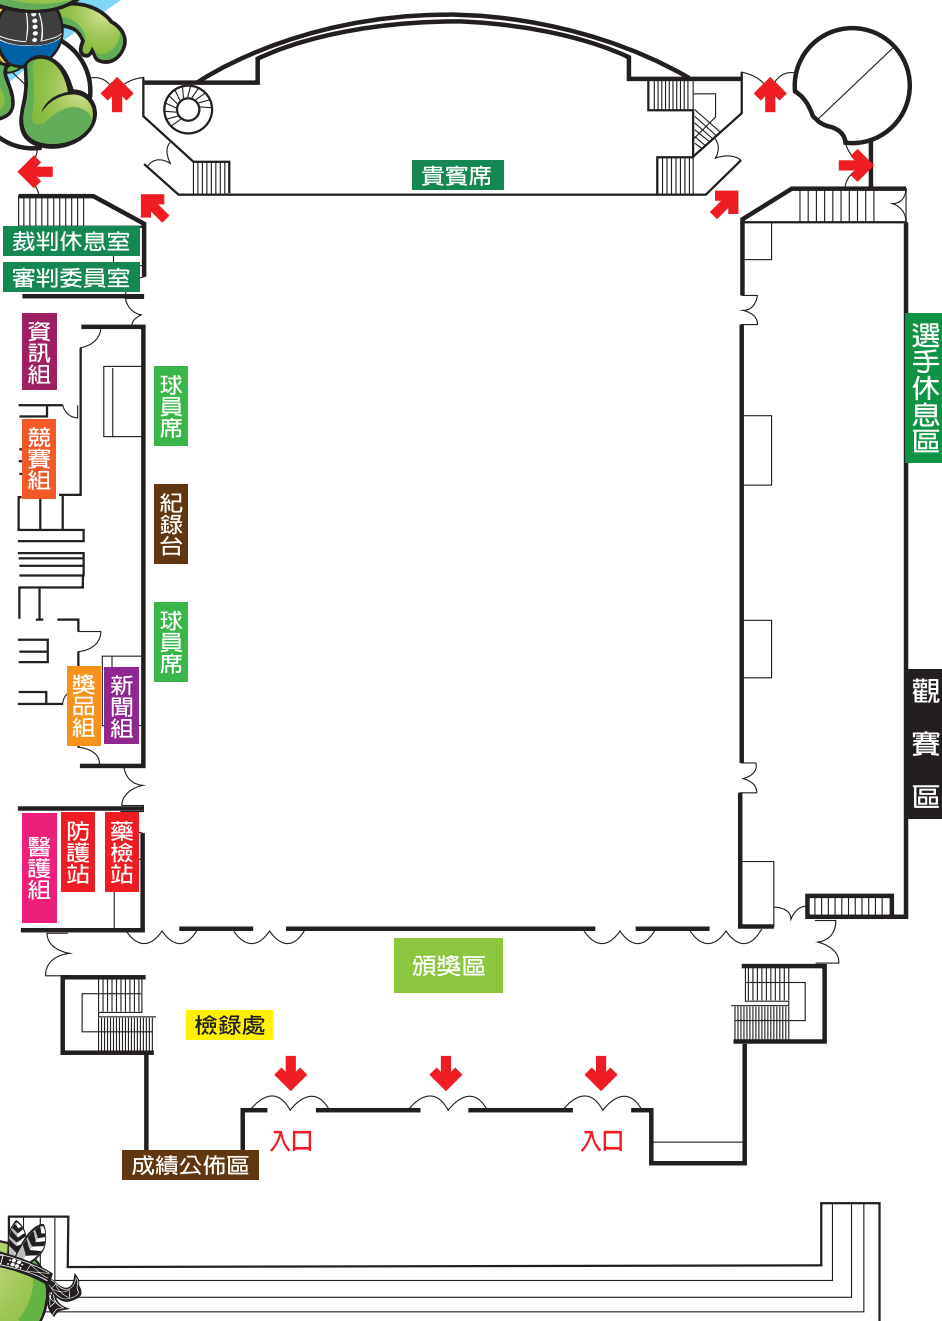 貴賓席
裁判休息室
審判委員室
資訊組
選手休息區
球員席
競賽組
紀錄台
球員席
獎品組
新聞組
觀賽區
醫護組
防護站
藥檢站
頒獎區
檢錄處
入口
入口
成績公佈區